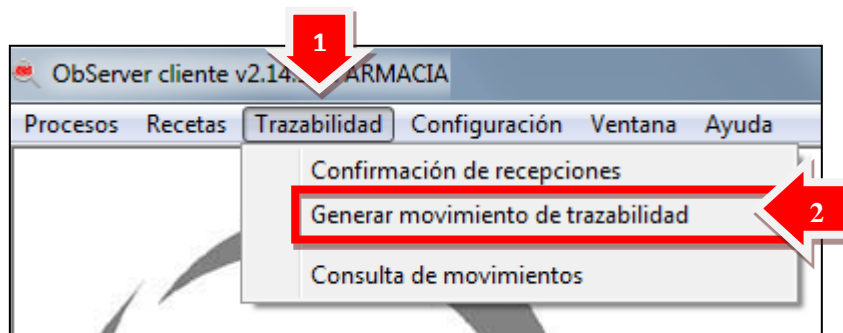 1
ObServer cliente v2.14. FARMACIA
Procesos Recetas Trazabilidad Configuración Ventana Ayuda
Confirmación de recepciones
Generar movimiento de trazabilidad
2
Consulta de movimientos